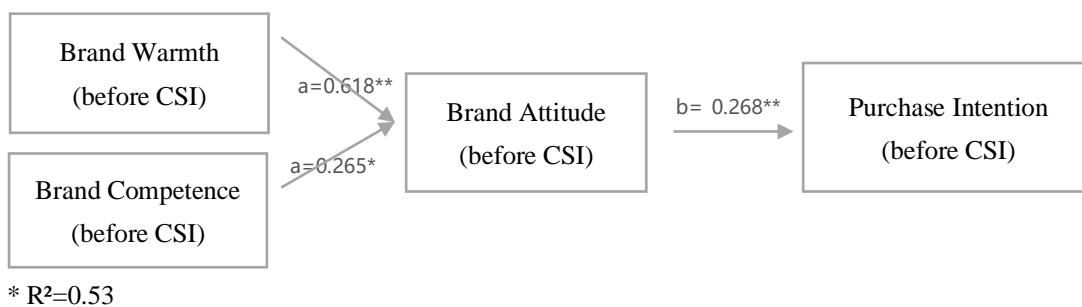 Brand Warmth
(before CSI)
a=0.618**
Brand Attitude
(before CSI)
b= 0.268**
Purchase Intention
(before CSI)
a=0.265*
Brand Competence
(before CSI)
* R²=0.53